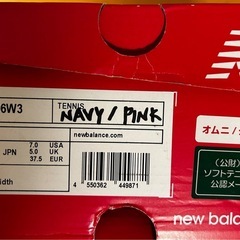 6W3
TENNIS
NAVY / PINK
newbalance.com
7.0 USA
JPN 5.0 UK
37.5 EUR
idth
4 550362 449871
オムニ/
(公財)
ソフトテニ
公認メー
new bala